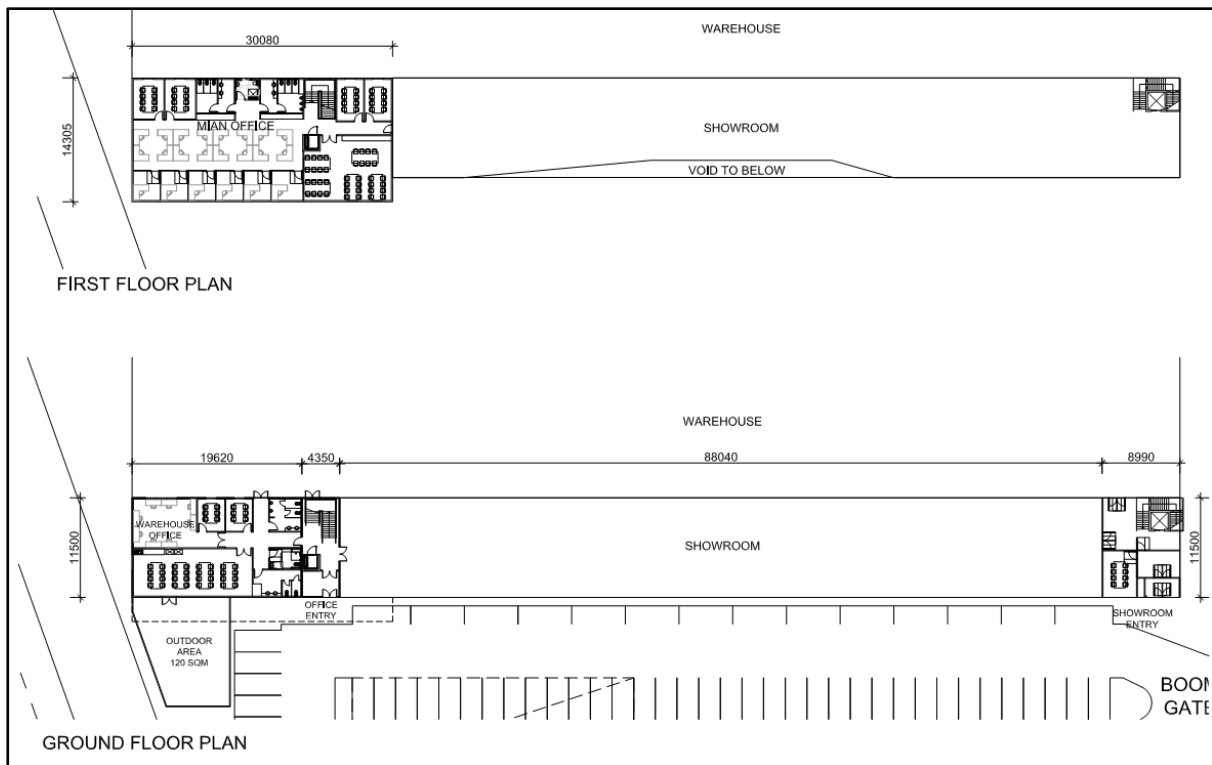 WAREHOUSE
30080
14305
MIAN OFFICE
SHOWROOM
VOID TO BELOW
FIRST FLOOR PLAN
WAREHOUSE
19620
4350
88040
8990
11500
WAREHOUSE
OFFICE
SHOWROOM
11500
OFFICE
ENTRY
SHOWROOM
ENTRY
OUTDOOR
AREA
120 SQM
BOOM
GATE
GROUND FLOOR PLAN